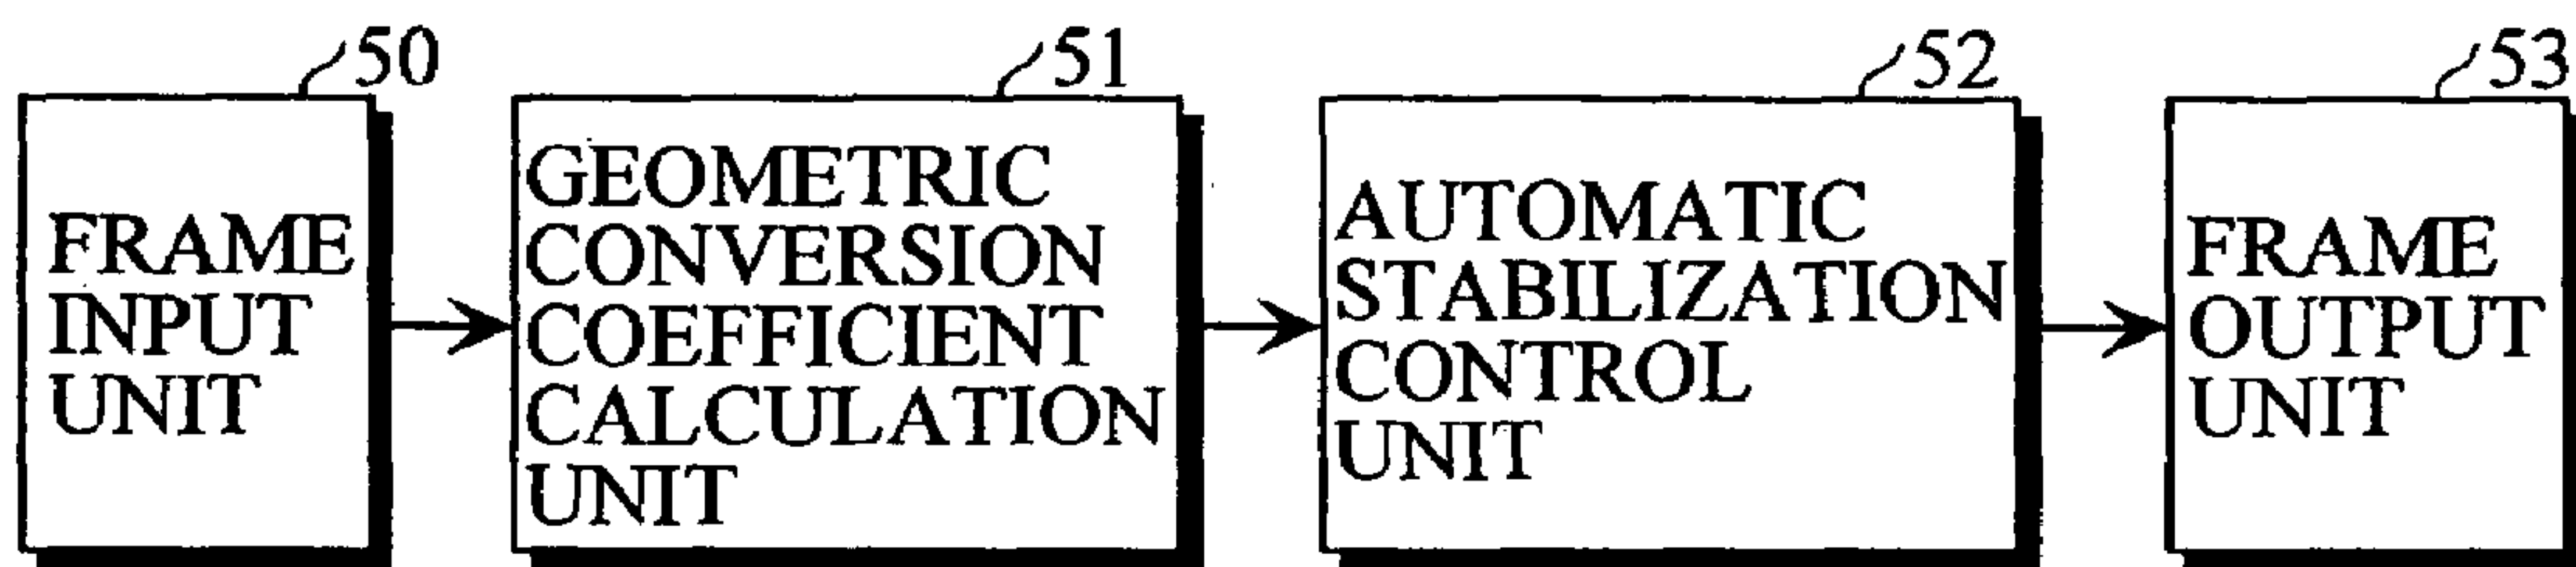 50
FRAME
INPUT
UNIT
51
GEOMETRIC
CONVERSION
COEFFICIENT
CALCULATION
UNIT
52
AUTOMATIC
STABILIZATION
CONTROL
UNIT
53
FRAME
OUTPUT
UNIT